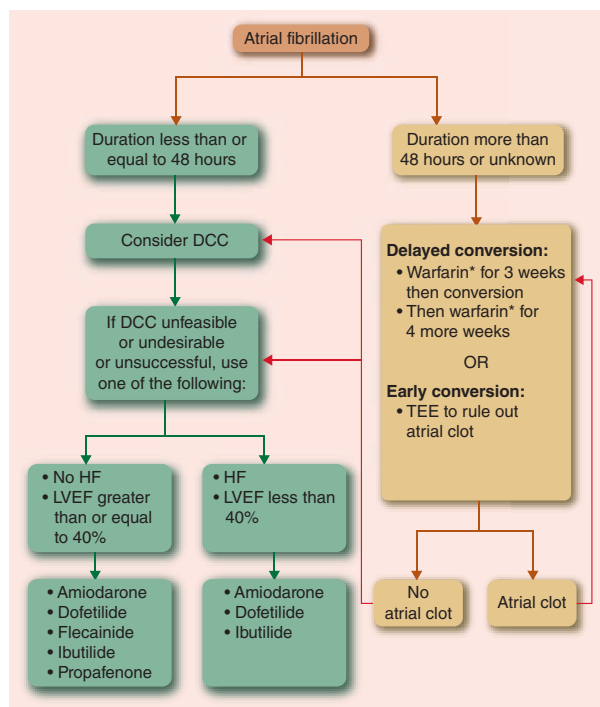 Atrial fibrillation
Duration less than or
equal to 48 hours
Duration more than
48 hours or unknown
Consider DCC
If DCC unfeasible
or undesirable
or unsuccessful, use
one of the following:
Delayed conversion:
• Warfarin* for 3 weeks
then conversion
• Then warfarin* for
4 more weeks
OR
Early conversion:
• TEE to rule out
atrial clot
• No HF
• LVEF greater
than or equal
to 40%
• HF
• LVEF less than
40%
• Amiodarone
• Dofetilide
• Flecainide
• Ibutilide
• Propafenone
• Amiodarone
• Dofetilide
• Ibutilide
No
atrial clot
Atrial clot